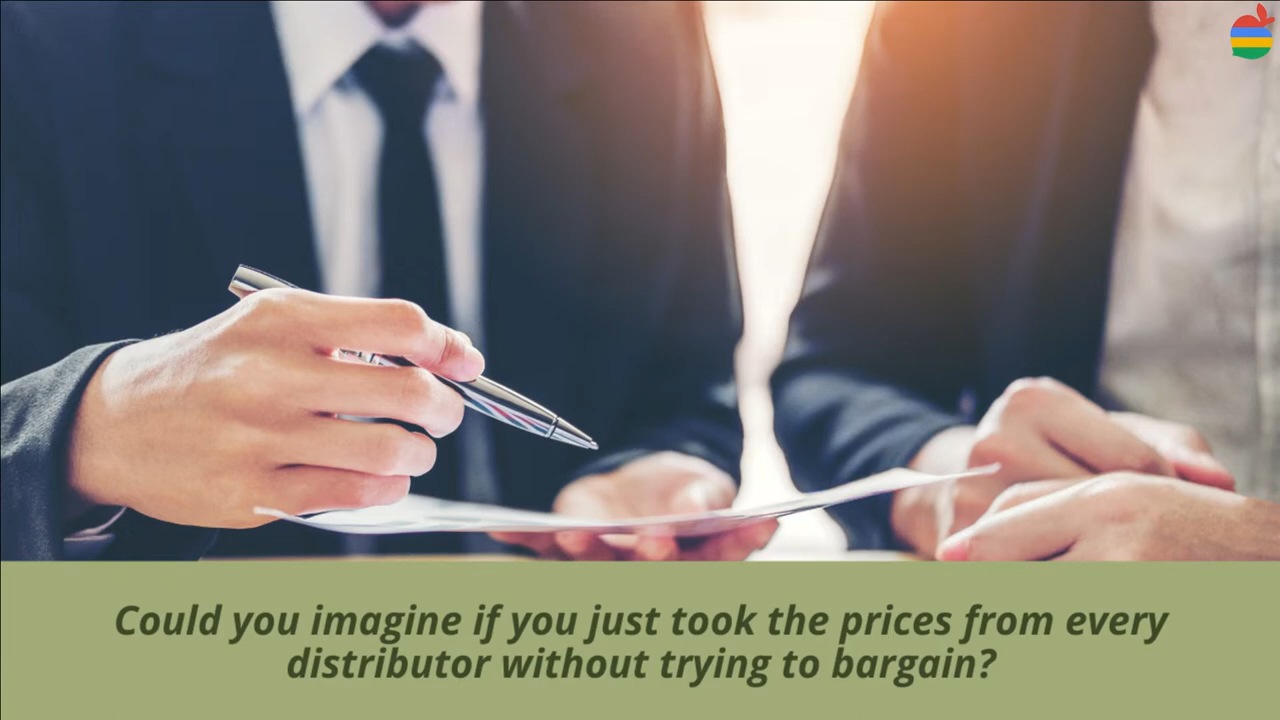 Could you imagine if you just took the prices from every
distributor without trying to bargain?